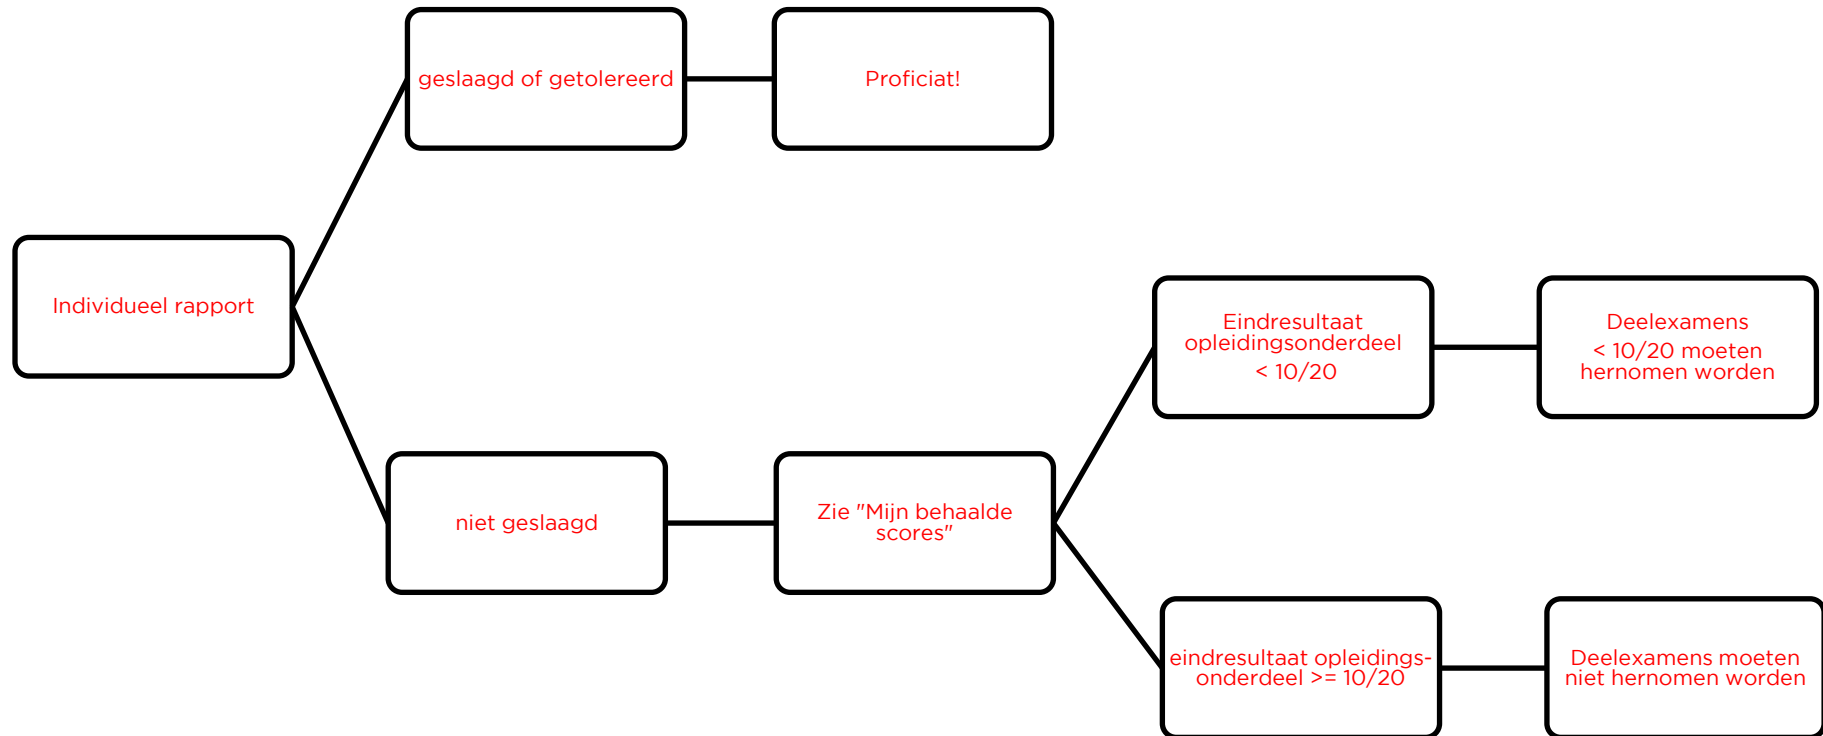 geslaagd of getolereerd
Proficiat!
Individueel rapport
Eindresultaat
opleidingsonderdeel
< 10/20
Deelexamens
< 10/20 moeten
hernomen worden
niet geslaagd
Zie "Mijn behaalde
scores"
eindresultaat opleidings-
onderdeel >= 10/20
Deelexamens moeten
niet hernomen worden